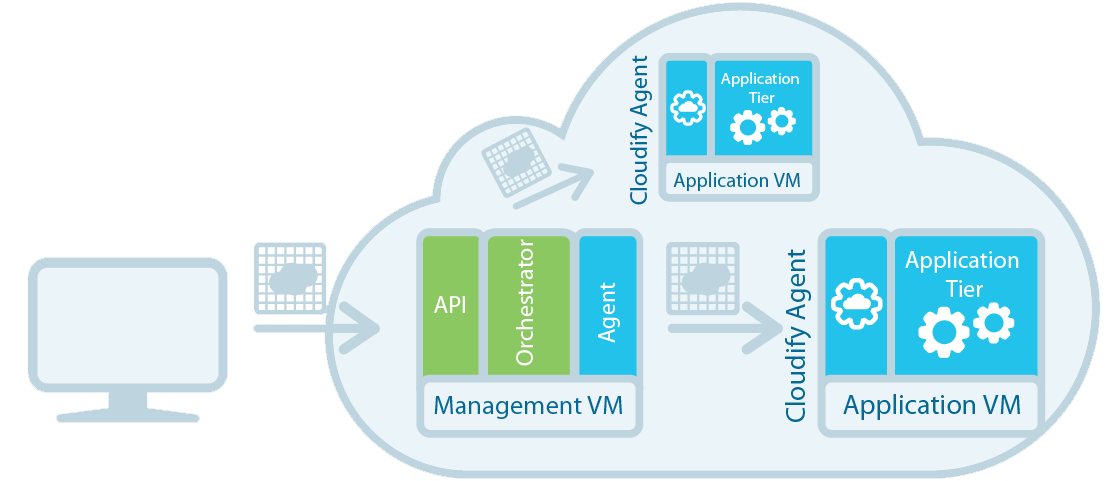 Cloudify Agent
Application
Tier
Application VM
API
Orchestrator
Agent
Management VM
Cloudify Agent
Application
Tier
Application VM